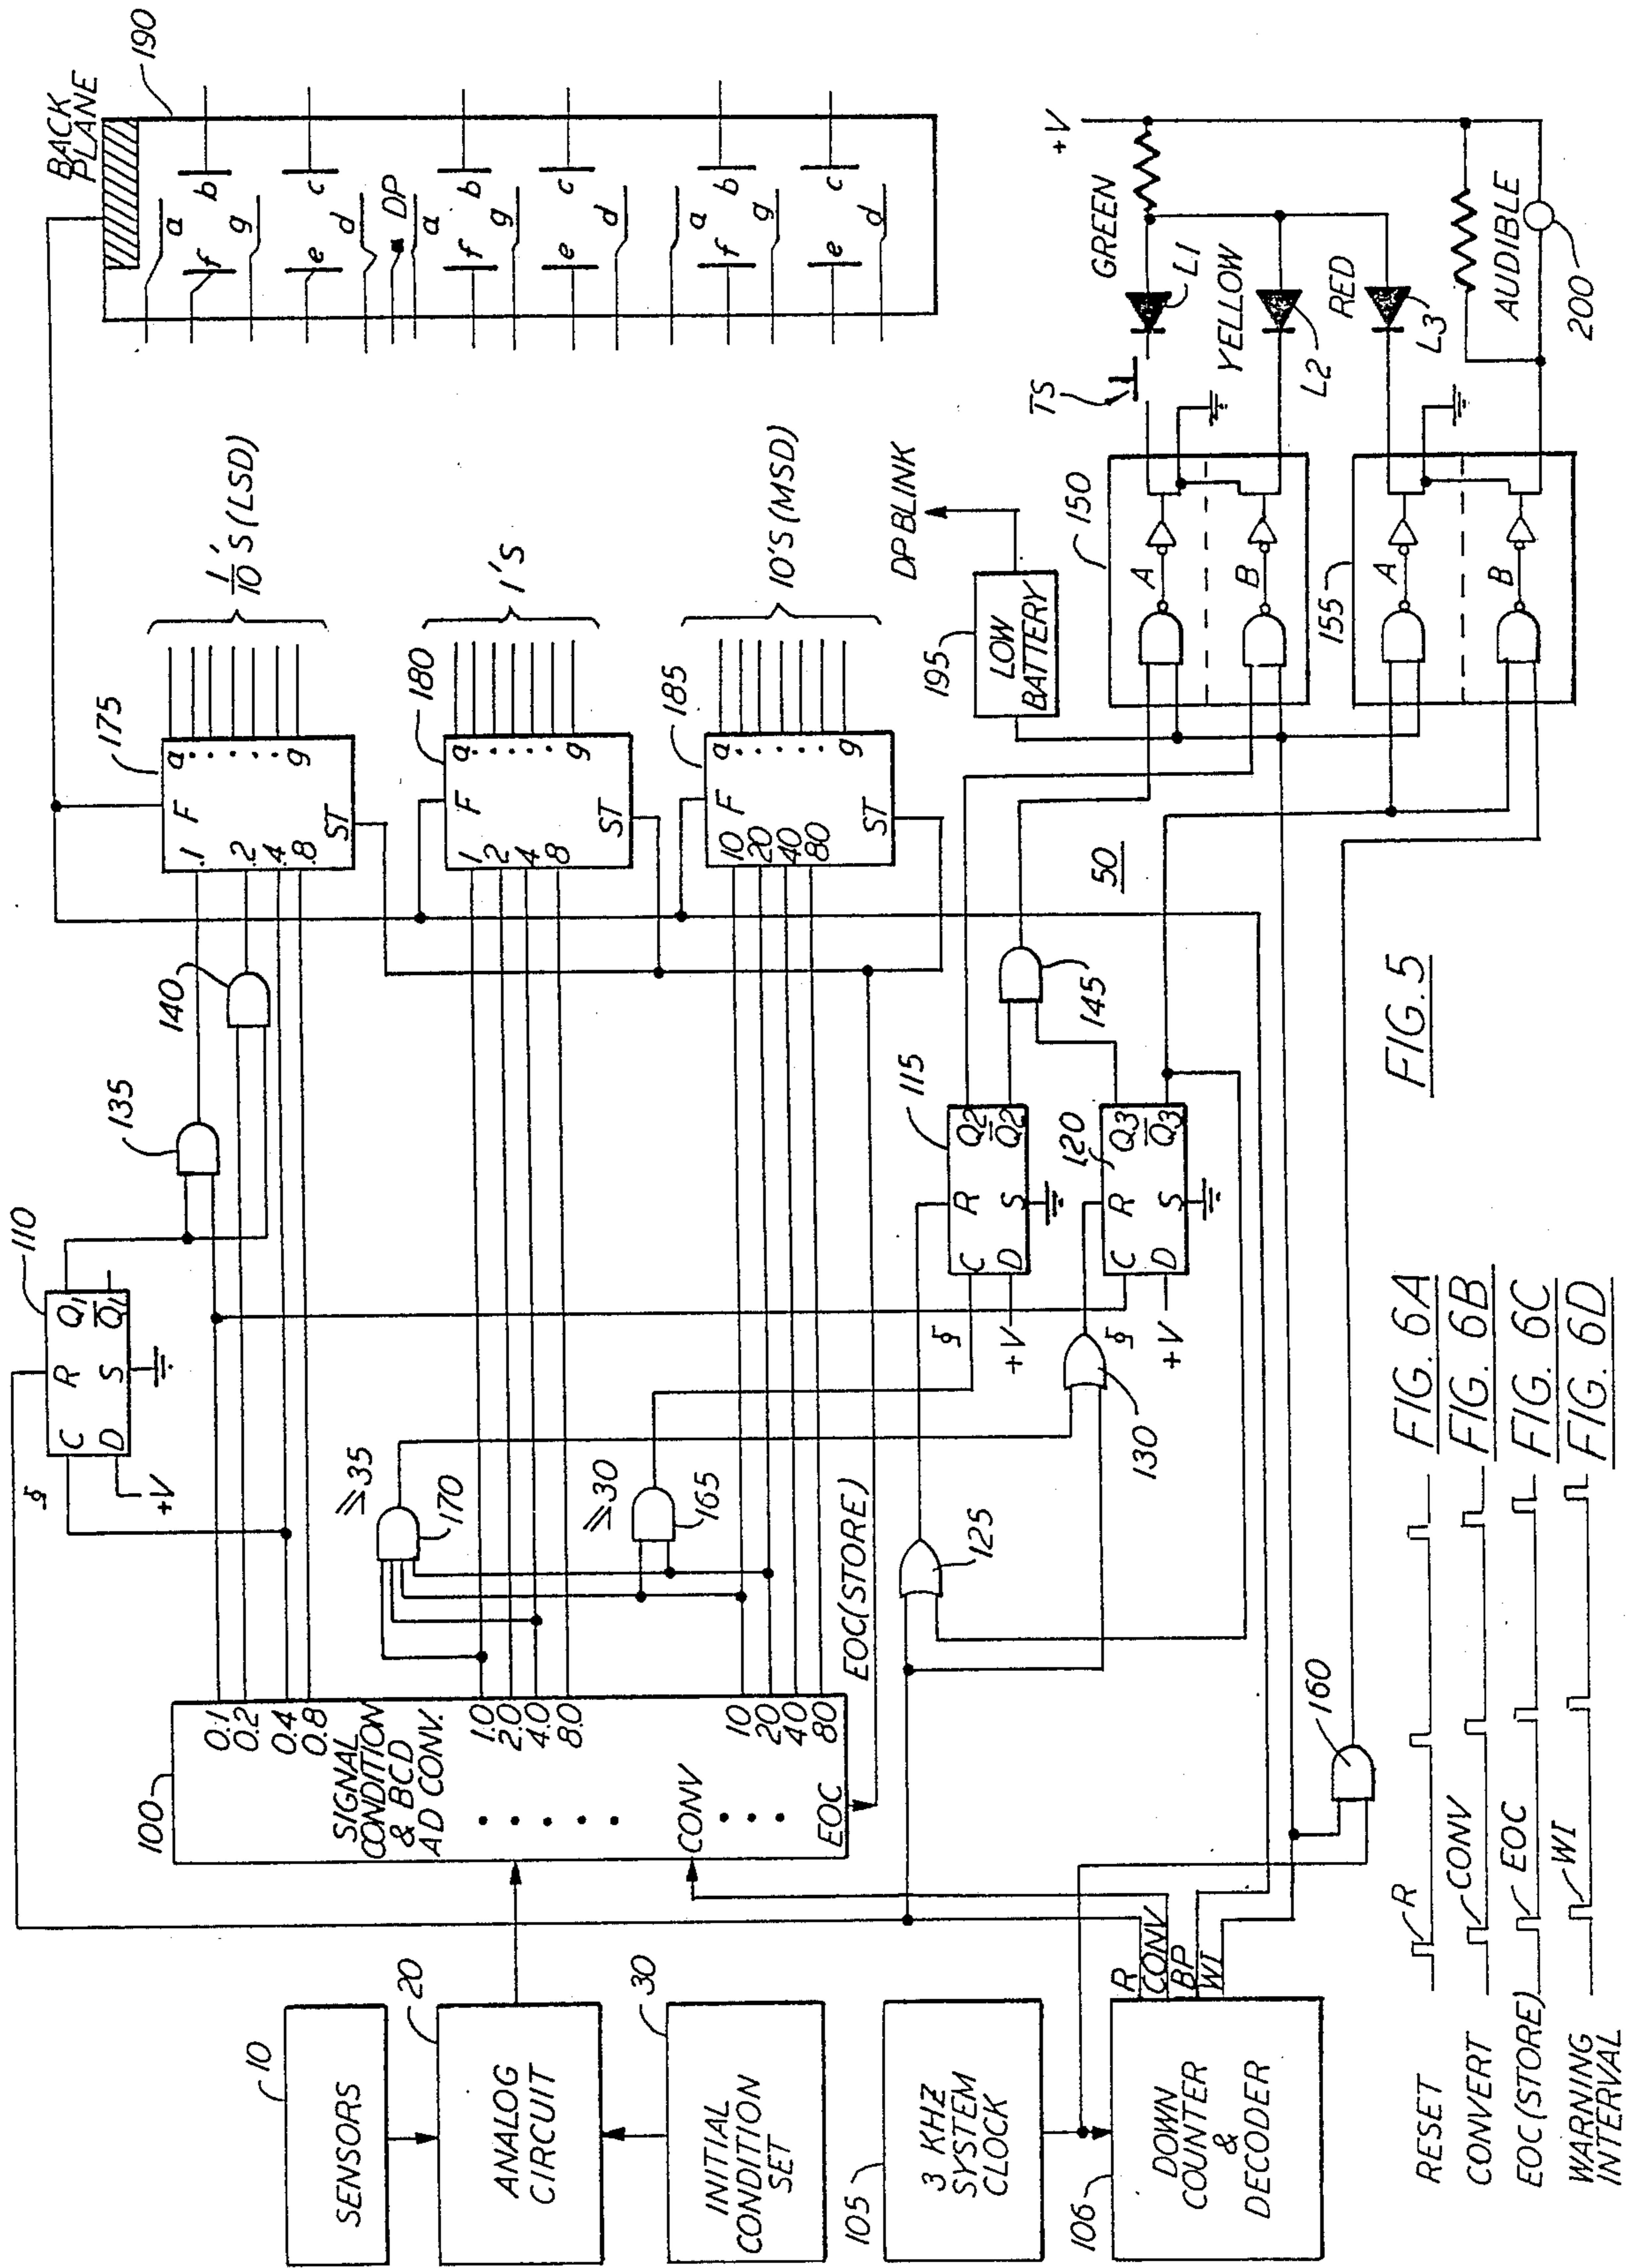 SENSORS
10
ANALOG
CIRCUIT
20
INITIAL
CONDITION
SET
30
3 KHZ
SYSTEM
CLOCK
105
DOWN
COUNTER
&
DECODER
106
R
CONV
BP
WI
100
SIGNAL
CONDITION
& BCD
AD CONV.
CONV
EOC
0.1
0.2
0.4
0.8
1.0
2.0
4.0
8.0
10
20
40
80
EOC(STORE)
110
C
D
R
S
Q1
Q1
+V
≥35
170
≥30
165
125
130
160
135
140
115
C
D
R
S
Q2
Q2
+V
120
C
D
R
S
Q3
Q3
+V
145
175
.1
.2
.4
.8
F
ST
a
g
1/10'S (LSD)
180
1
2
4
8
F
ST
a
g
1'S
185
10
20
40
80
F
ST
a
g
10'S (MSD)
BACK
PLANE
190
a
b
f
g
c
e
d
DP
a
b
f
g
c
e
d
a
b
f
g
c
e
d
195
LOW
BATTERY
DP BLINK
150
A
B
155
A
B
TS
GREEN
L1
YELLOW
L2
RED
L3
+V
AUDIBLE
200
50
FIG.5
RESET
R
FIG. 6A
CONVERT
CONV
FIG. 6B
EOC(STORE)
EOC
FIG. 6C
WARNING
INTERVAL
WI
FIG. 6D